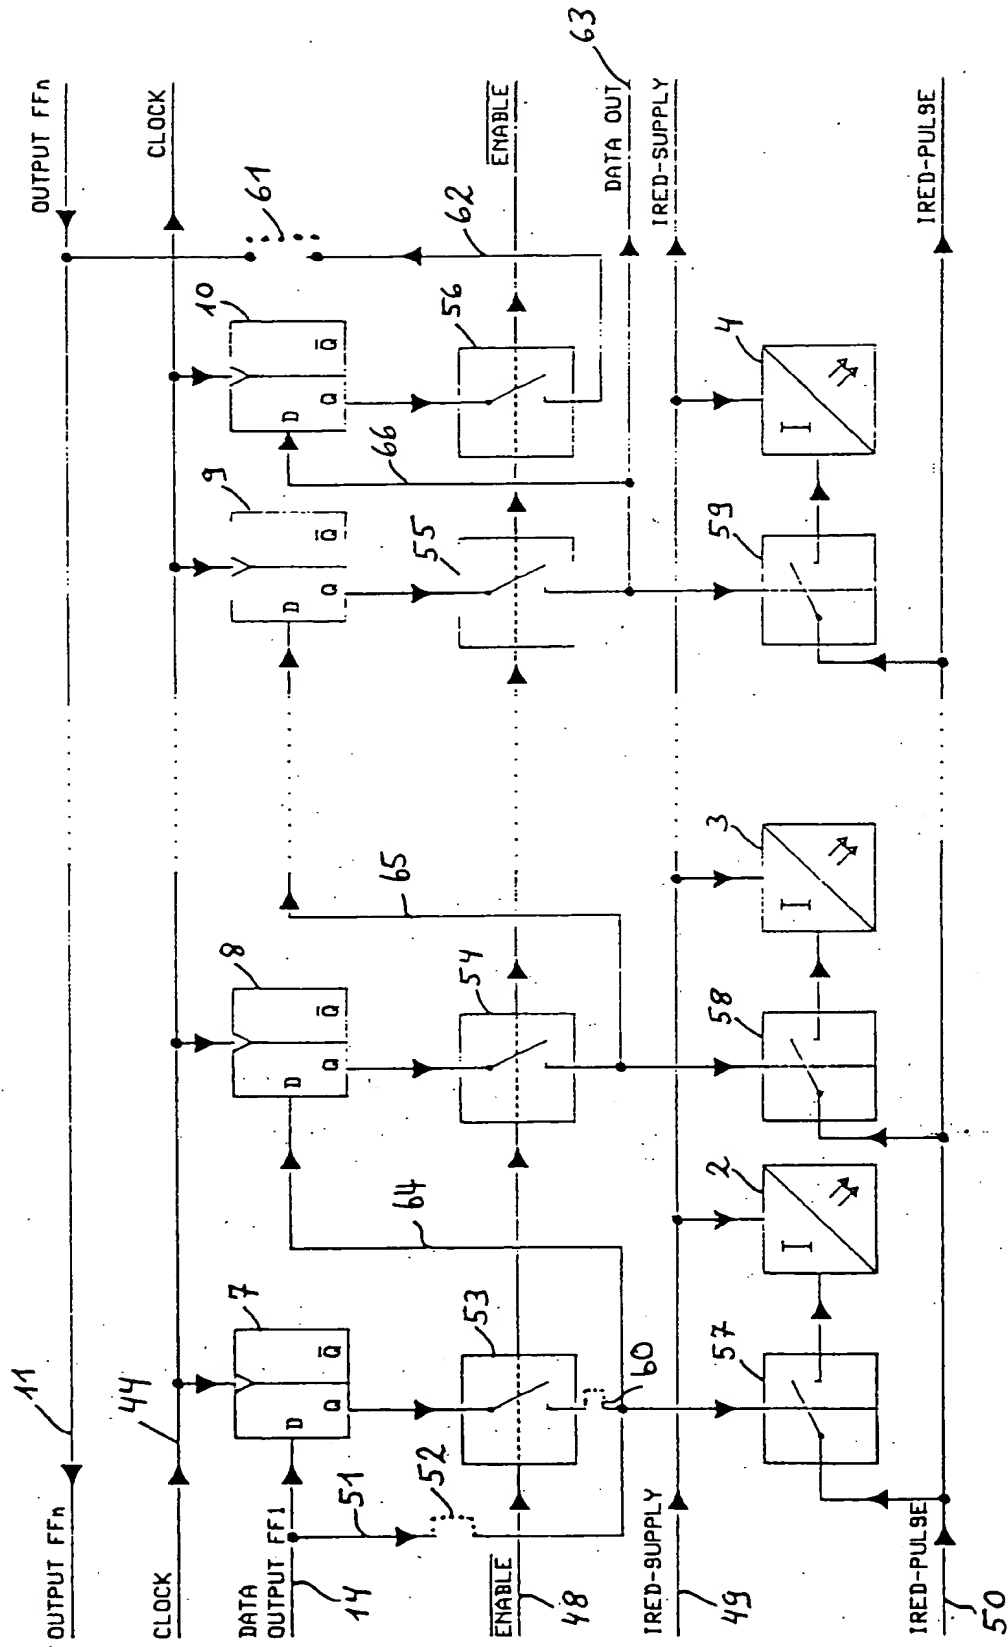 OUTPUT FFn
11
OUTPUT FFn
CLOCK
44
CLOCK
DATA
OUTPUT FF1
14
51
52
7
D
Q
Q̅
8
D
Q
Q̅
9
D
Q
Q̅
10
D
Q
Q̅
61
62
64
65
66
E̅N̅A̅B̅L̅E̅
48
53
54
55
56
E̅N̅A̅B̅L̅E̅
60
DATA OUT
63
IRED-SUPPLY
49
IRED-SUPPLY
57
2
I
58
3
I
59
4
I
IRED-PULSE
50
IRED-PULSE